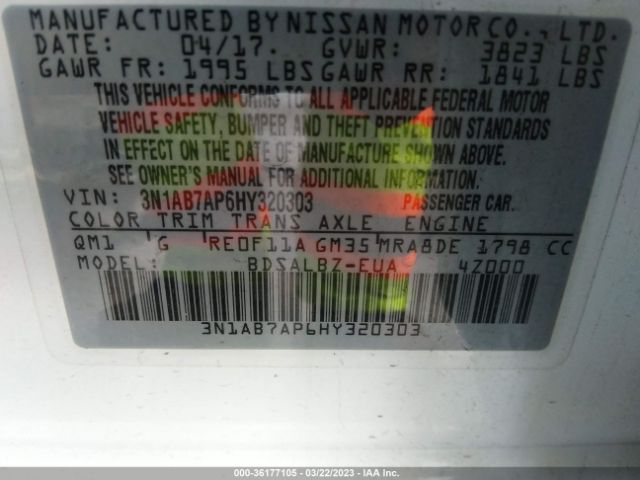 MANUFACTURED BY NISSAN MOTOR CO., LTD.
DATE: 04/17. GVWR: 3823 LBS
GAWR FR: 1995 LBS GAWR RR: 1841 LBS
THIS VEHICLE CONFORMS TO ALL APPLICABLE FEDERAL MOTOR
VEHICLE SAFETY, BUMPER AND THEFT PREVENTION STANDARDS
IN EFFECT ON THE DATE OF MANUFACTURE SHOWN ABOVE.
SEE OWNER'S MANUAL FOR ADDITIONAL INFORMATION.
VIN: 3N1AB7AP6HY320303 PASSENGER CAR.
COLOR TRIM TRANS AXLE ENGINE
QM1 G RE0F11A GM35 MRA8DE 1798 CC
MODEL: BDSALBZ-EUA 4Z000
3N1AB7AP6HY320303
000-36177105 - 03/22/2023 - IAA Inc.